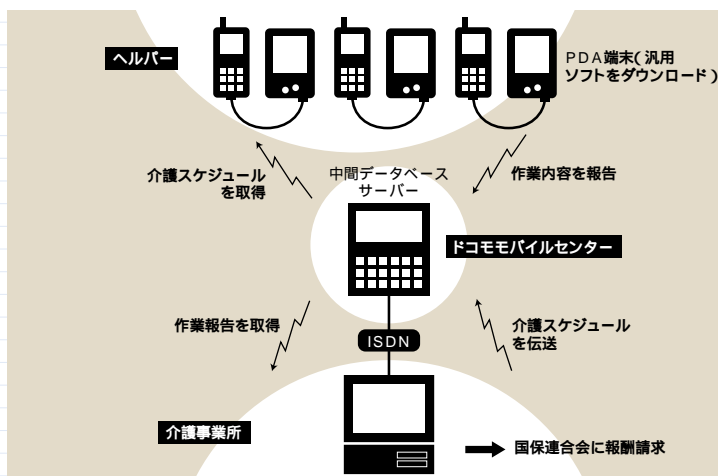 ヘルパー
PDA端末(汎用
ソフトをダウンロード)
介護スケジュール
を取得
中間データベース
サーバー
作業内容を報告
ドコモモバイルセンター
作業報告を取得
ISDN
介護スケジュール
を伝送
介護事業所
国保連合会に報酬請求